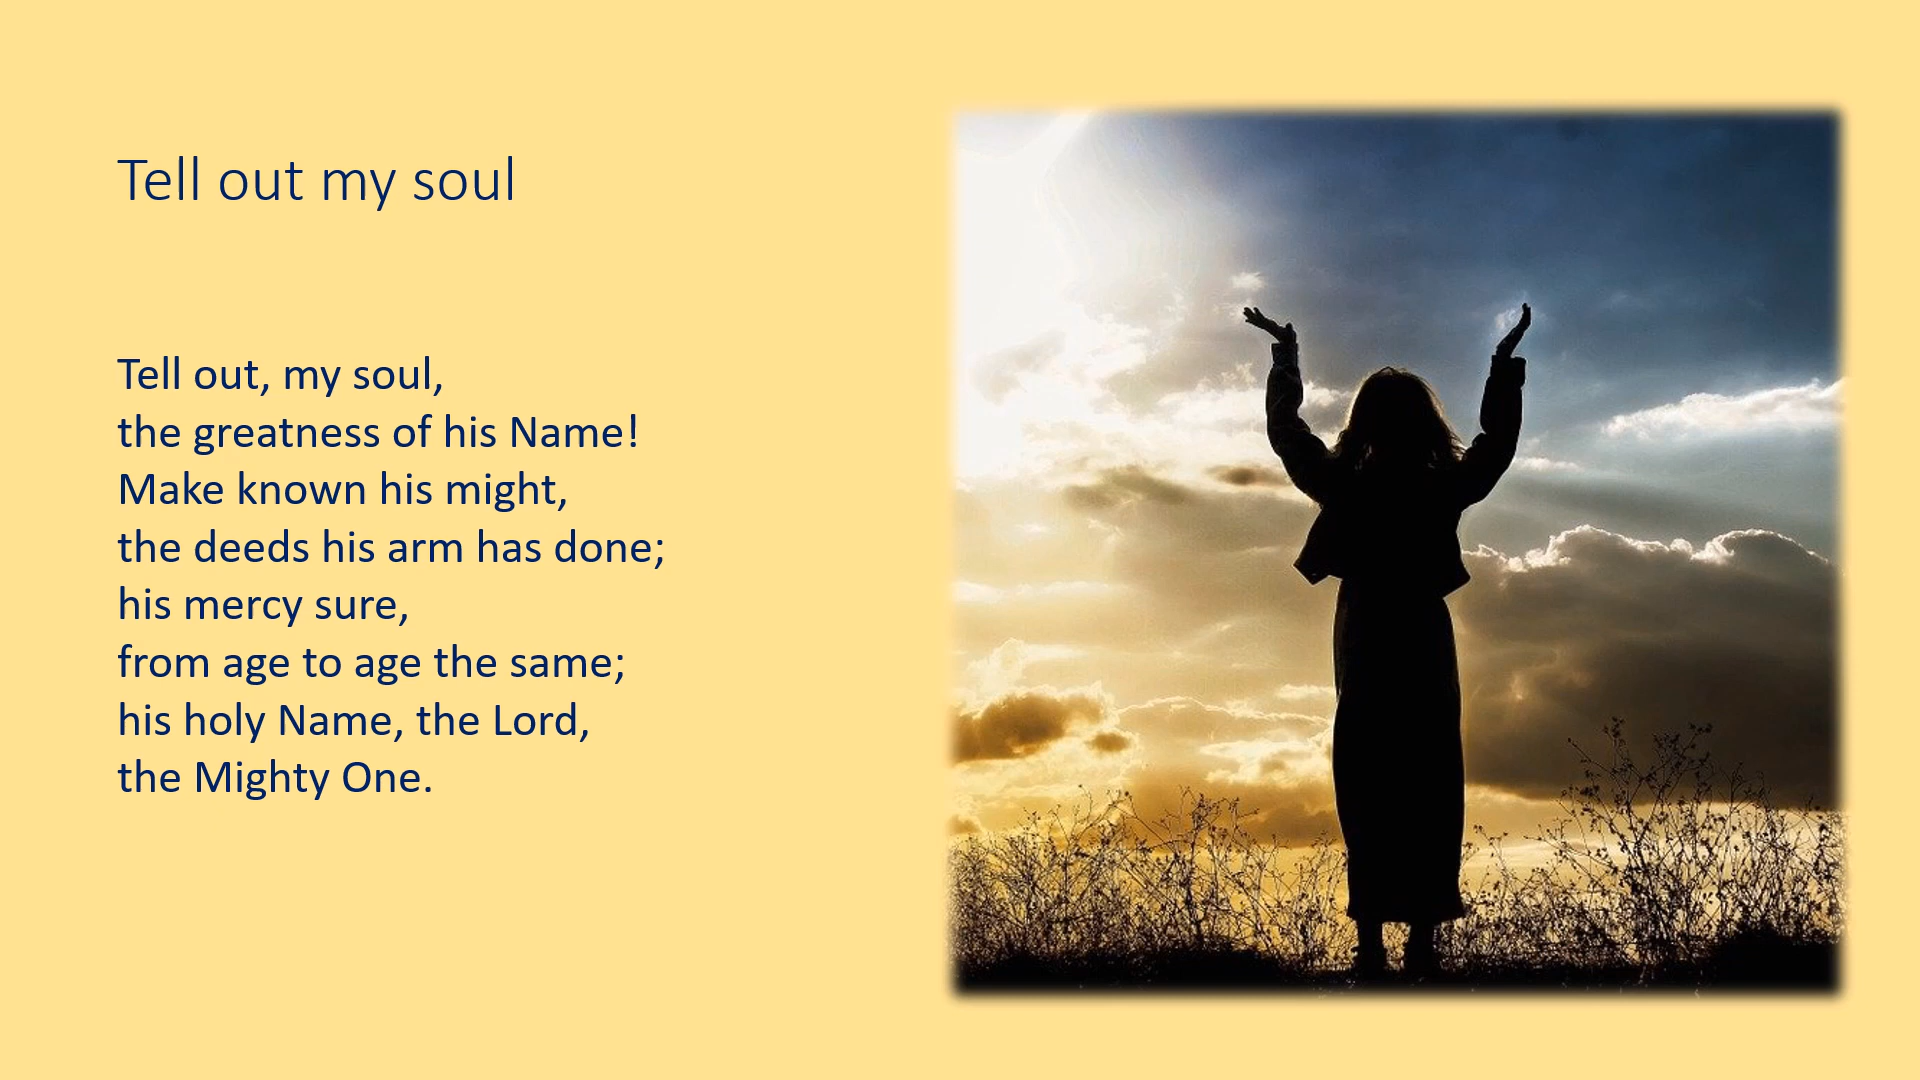 Tell out my soul
Tell out, my soul,
the greatness of his Name!
Make known his might,
the deeds his arm has done;
his mercy sure,
from age to age the same;
his holy Name, the Lord,
the Mighty One.